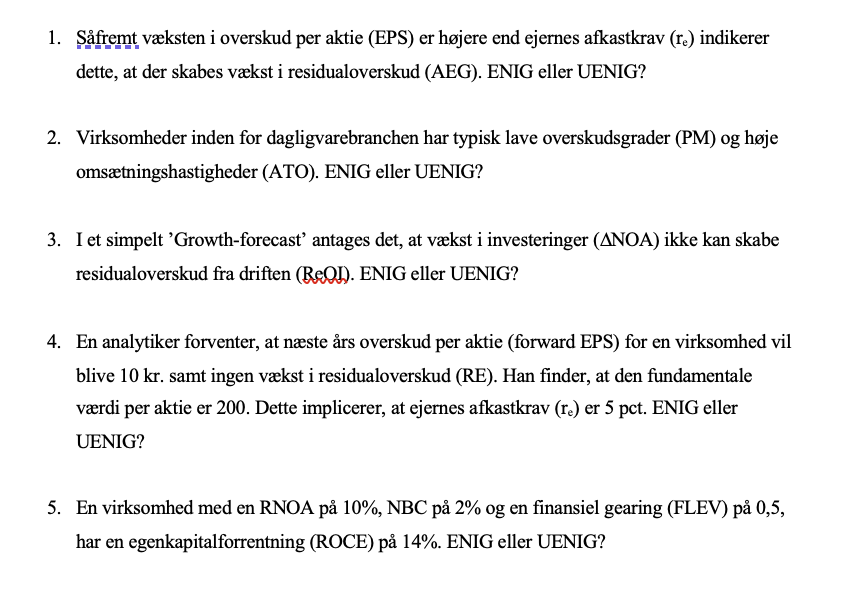 1. Såfremt væksten i overskud per aktie (EPS) er højere end ejernes afkastkrav (rₑ) indikerer
dette, at der skabes vækst i residualoverskud (AEG). ENIG eller UENIG?
2. Virksomheder inden for dagligvarebranchen har typisk lave overskudsgrader (PM) og høje
omsætningshastigheder (ATO). ENIG eller UENIG?
3. I et simpelt ’Growth-forecast’ antages det, at vækst i investeringer (ΔNOA) ikke kan skabe
residualoverskud fra driften (ReOI). ENIG eller UENIG?
4. En analytiker forventer, at næste års overskud per aktie (forward EPS) for en virksomhed vil
blive 10 kr. samt ingen vækst i residualoverskud (RE). Han finder, at den fundamentale
værdi per aktie er 200. Dette implicerer, at ejernes afkastkrav (rₑ) er 5 pct. ENIG eller
UENIG?
5. En virksomhed med en RNOA på 10%, NBC på 2% og en finansiel gearing (FLEV) på 0,5,
har en egenkapitalforrentning (ROCE) på 14%. ENIG eller UENIG?